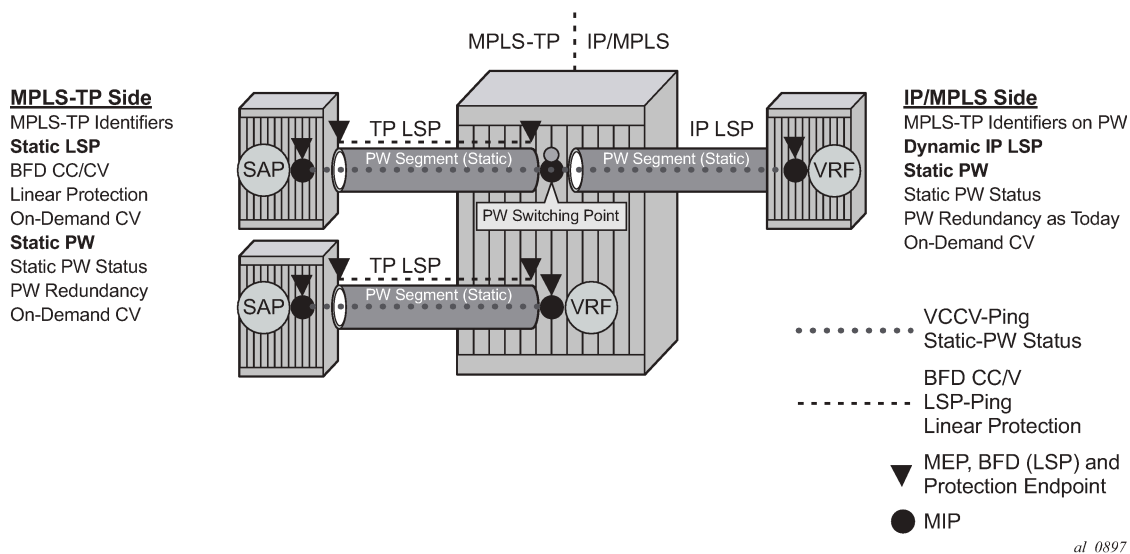 MPLS-TP
IP/MPLS
MPLS-TP Side
MPLS-TP Identifiers
Static LSP
BFD CC/CV
Linear Protection
On-Demand CV
Static PW
Static PW Status
PW Redundancy
On-Demand CV
TP LSP
IP LSP
SAP
PW Segment (Static)
PW Segment (Static)
VRF
PW Switching Point
TP LSP
SAP
PW Segment (Static)
VRF
IP/MPLS Side
MPLS-TP Identifiers on PW
Dynamic IP LSP
Static PW
Static PW Status
PW Redundancy as Today
On-Demand CV
VCCV-Ping
Static-PW Status
BFD CC/V
LSP-Ping
Linear Protection
MEP, BFD (LSP) and
Protection Endpoint
MIP
al_0897